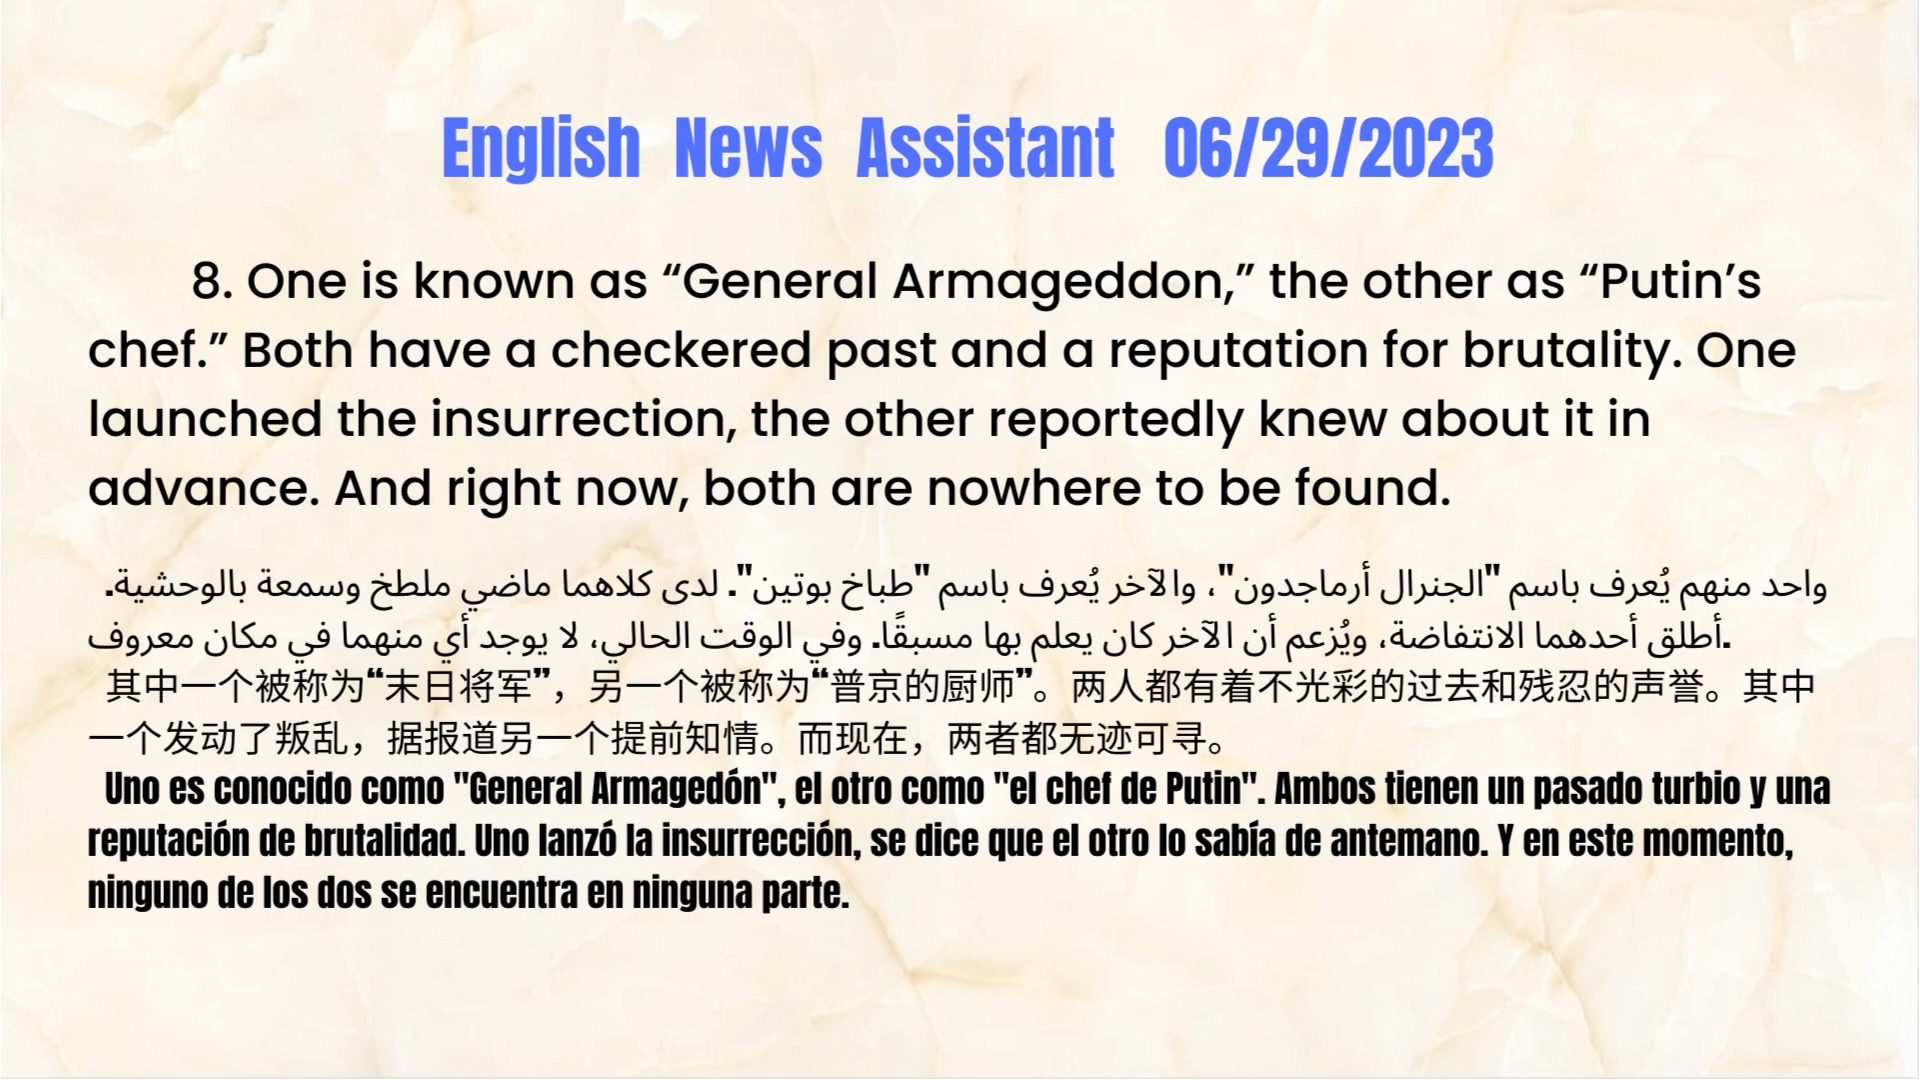 English News Assistant 06/29/2023
8. One is known as “General Armageddon,” the other as “Putin’s
chef.” Both have a checkered past and a reputation for brutality. One
launched the insurrection, the other reportedly knew about it in
advance. And right now, both are nowhere to be found.
واحد منهم يُعرف باسم "الجنرال أرماجدون"، والآخر يُعرف باسم "طباخ بوتين". لدى كلاهما ماضي ملطخ وسمعة بالوحشية.
.أطلق أحدهما الانتفاضة، ويُزعم أن الآخر كان يعلم بها مسبقًا. وفي الوقت الحالي، لا يوجد أي منهما في مكان معروف
其中一个被称为“末日将军”，另一个被称为“普京的厨师”。两人都有着不光彩的过去和残忍的声誉。其中
一个发动了叛乱，据报道另一个提前知情。而现在，两者都无迹可寻。
Uno es conocido como "General Armagedón", el otro como "el chef de Putin". Ambos tienen un pasado turbio y una
reputación de brutalidad. Uno lanzó la insurrección, se dice que el otro lo sabía de antemano. Y en este momento,
ninguno de los dos se encuentra en ninguna parte.